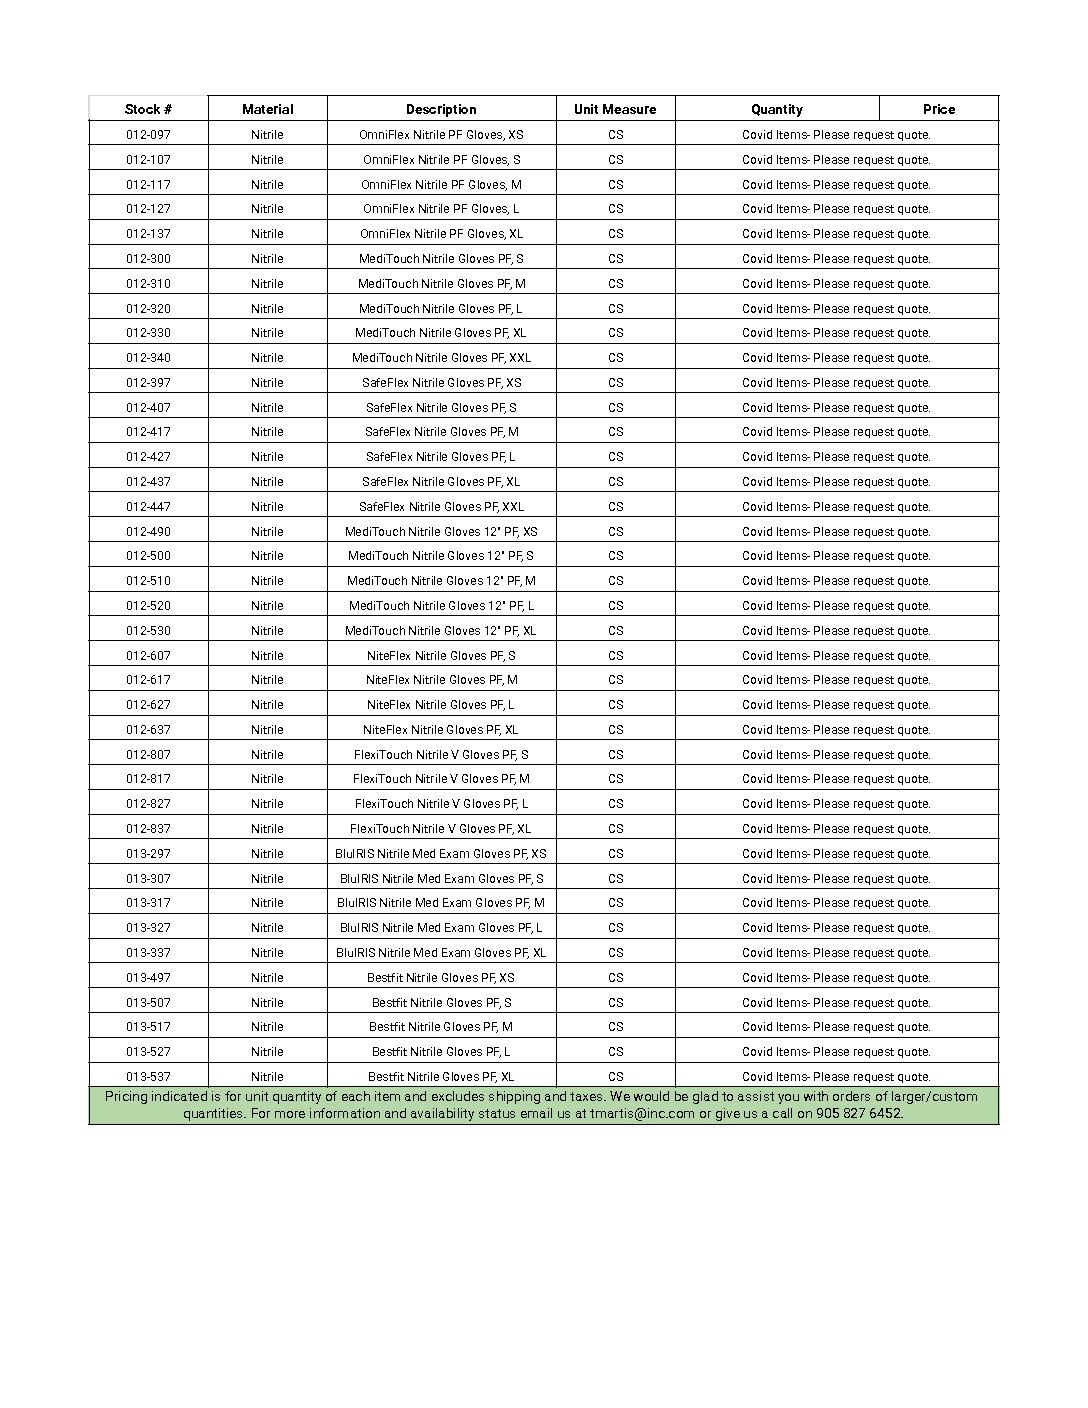 Stock # Material Description Unit Measure Quantity Price
012-097 Nitrile OmniFlex Nitrile PF Gloves, XS CS Covid Items- Please request quote.
012-107 Nitrile OmniFlex Nitrile PF Gloves, S CS Covid Items- Please request quote.
012-117 Nitrile OmniFlex Nitrile PF Gloves, M CS Covid Items- Please request quote.
012-127 Nitrile OmniFlex Nitrile PF Gloves, L CS Covid Items- Please request quote.
012-137 Nitrile OmniFlex Nitrile PF Gloves, XL CS Covid Items- Please request quote.
012-300 Nitrile MediTouch Nitrile Gloves PF, S CS Covid Items- Please request quote.
012-310 Nitrile MediTouch Nitrile Gloves PF, M CS Covid Items- Please request quote.
012-320 Nitrile MediTouch Nitrile Gloves PF, L CS Covid Items- Please request quote.
012-330 Nitrile MediTouch Nitrile Gloves PF, XL CS Covid Items- Please request quote.
012-340 Nitrile MediTouch Nitrile Gloves PF, XXL CS Covid Items- Please request quote.
012-397 Nitrile SafeFlex Nitrile Gloves PF, XS CS Covid Items- Please request quote.
012-407 Nitrile SafeFlex Nitrile Gloves PF, S CS Covid Items- Please request quote.
012-417 Nitrile SafeFlex Nitrile Gloves PF, M CS Covid Items- Please request quote.
012-427 Nitrile SafeFlex Nitrile Gloves PF, L CS Covid Items- Please request quote.
012-437 Nitrile SafeFlex Nitrile Gloves PF, XL CS Covid Items- Please request quote.
012-447 Nitrile SafeFlex Nitrile Gloves PF, XXL CS Covid Items- Please request quote.
012-490 Nitrile MediTouch Nitrile Gloves 12" PF, XS CS Covid Items- Please request quote.
012-500 Nitrile MediTouch Nitrile Gloves 12" PF, S CS Covid Items- Please request quote.
012-510 Nitrile MediTouch Nitrile Gloves 12" PF, M CS Covid Items- Please request quote.
012-520 Nitrile MediTouch Nitrile Gloves 12" PF, L CS Covid Items- Please request quote.
012-530 Nitrile MediTouch Nitrile Gloves 12" PF, XL CS Covid Items- Please request quote.
012-607 Nitrile NiteFlex Nitrile Gloves PF, S CS Covid Items- Please request quote.
012-617 Nitrile NiteFlex Nitrile Gloves PF, M CS Covid Items- Please request quote.
012-627 Nitrile NiteFlex Nitrile Gloves PF, L CS Covid Items- Please request quote.
012-637 Nitrile NiteFlex Nitrile Gloves PF, XL CS Covid Items- Please request quote.
012-807 Nitrile FlexiTouch Nitrile V Gloves PF, S CS Covid Items- Please request quote.
012-817 Nitrile FlexiTouch Nitrile V Gloves PF, M CS Covid Items- Please request quote.
012-827 Nitrile FlexiTouch Nitrile V Gloves PF, L CS Covid Items- Please request quote.
012-837 Nitrile FlexiTouch Nitrile V Gloves PF, XL CS Covid Items- Please request quote.
013-297 Nitrile BluIRIS Nitrile Med Exam Gloves PF, XS CS Covid Items- Please request quote.
013-307 Nitrile BluIRIS Nitrile Med Exam Gloves PF, S CS Covid Items- Please request quote.
013-317 Nitrile BluIRIS Nitrile Med Exam Gloves PF, M CS Covid Items- Please request quote.
013-327 Nitrile BluIRIS Nitrile Med Exam Gloves PF, L CS Covid Items- Please request quote.
013-337 Nitrile BluIRIS Nitrile Med Exam Gloves PF, XL CS Covid Items- Please request quote.
013-497 Nitrile Bestfit Nitrile Gloves PF, XS CS Covid Items- Please request quote.
013-507 Nitrile Bestfit Nitrile Gloves PF, S CS Covid Items- Please request quote.
013-517 Nitrile Bestfit Nitrile Gloves PF, M CS Covid Items- Please request quote.
013-527 Nitrile Bestfit Nitrile Gloves PF, L CS Covid Items- Please request quote.
013-537 Nitrile Bestfit Nitrile Gloves PF, XL CS Covid Items- Please request quote.
Pricing indicated is for unit quantity of each item and excludes shipping and taxes. We would be glad to assist you with orders of larger/custom
quantities. For more information and availability status email us at tmartis@inc.com or give us a call on 905 827 6452.